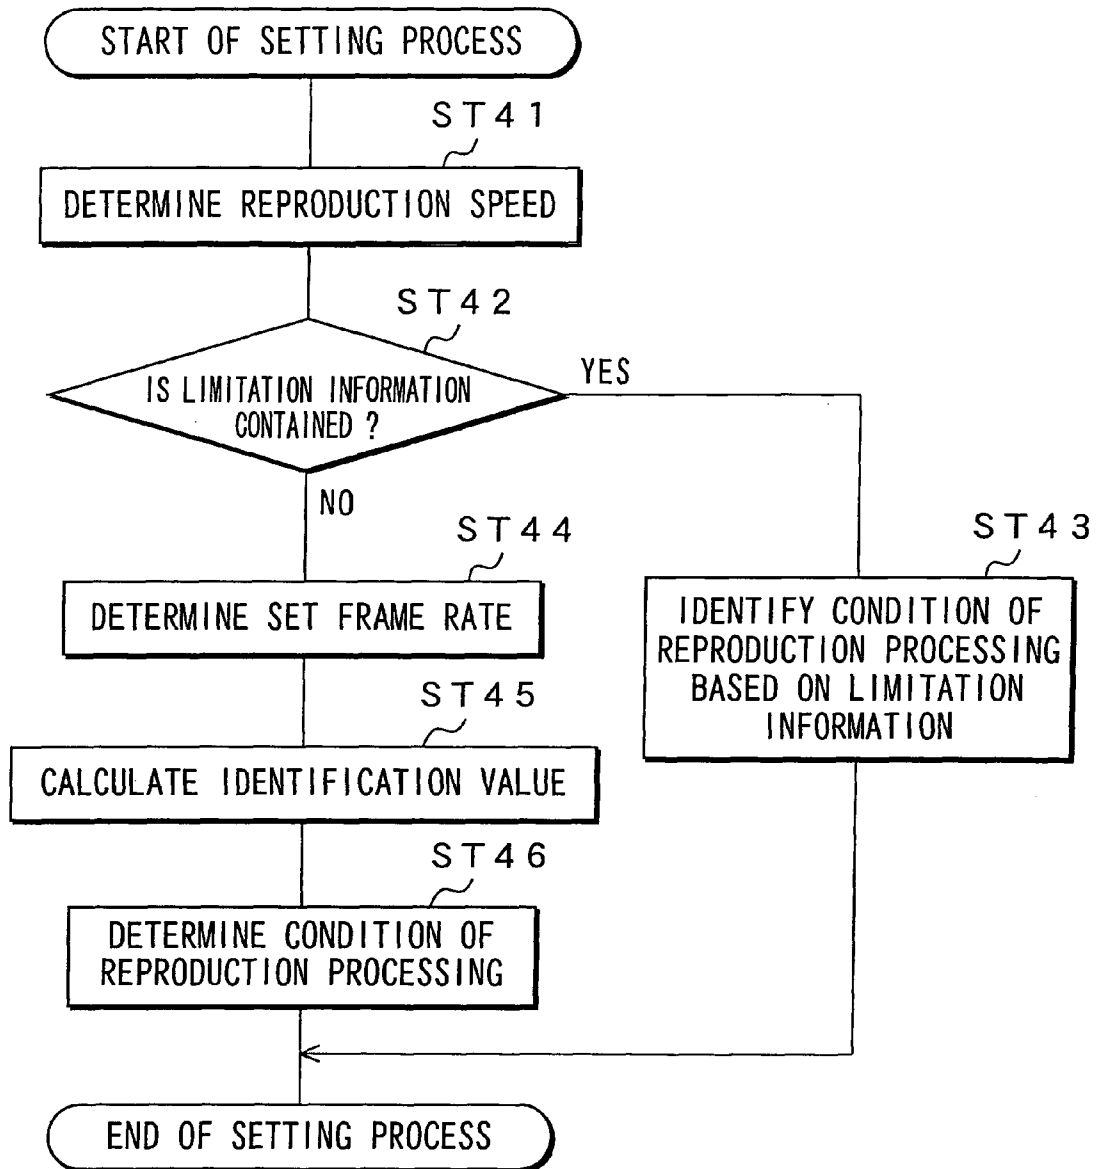 START OF SETTING PROCESS
ST41
DETERMINE REPRODUCTION SPEED
ST42
IS LIMITATION INFORMATION
CONTAINED ?
YES
NO
ST44
DETERMINE SET FRAME RATE
ST43
IDENTIFY CONDITION OF
REPRODUCTION PROCESSING
BASED ON LIMITATION
INFORMATION
ST45
CALCULATE IDENTIFICATION VALUE
ST46
DETERMINE CONDITION OF
REPRODUCTION PROCESSING
END OF SETTING PROCESS